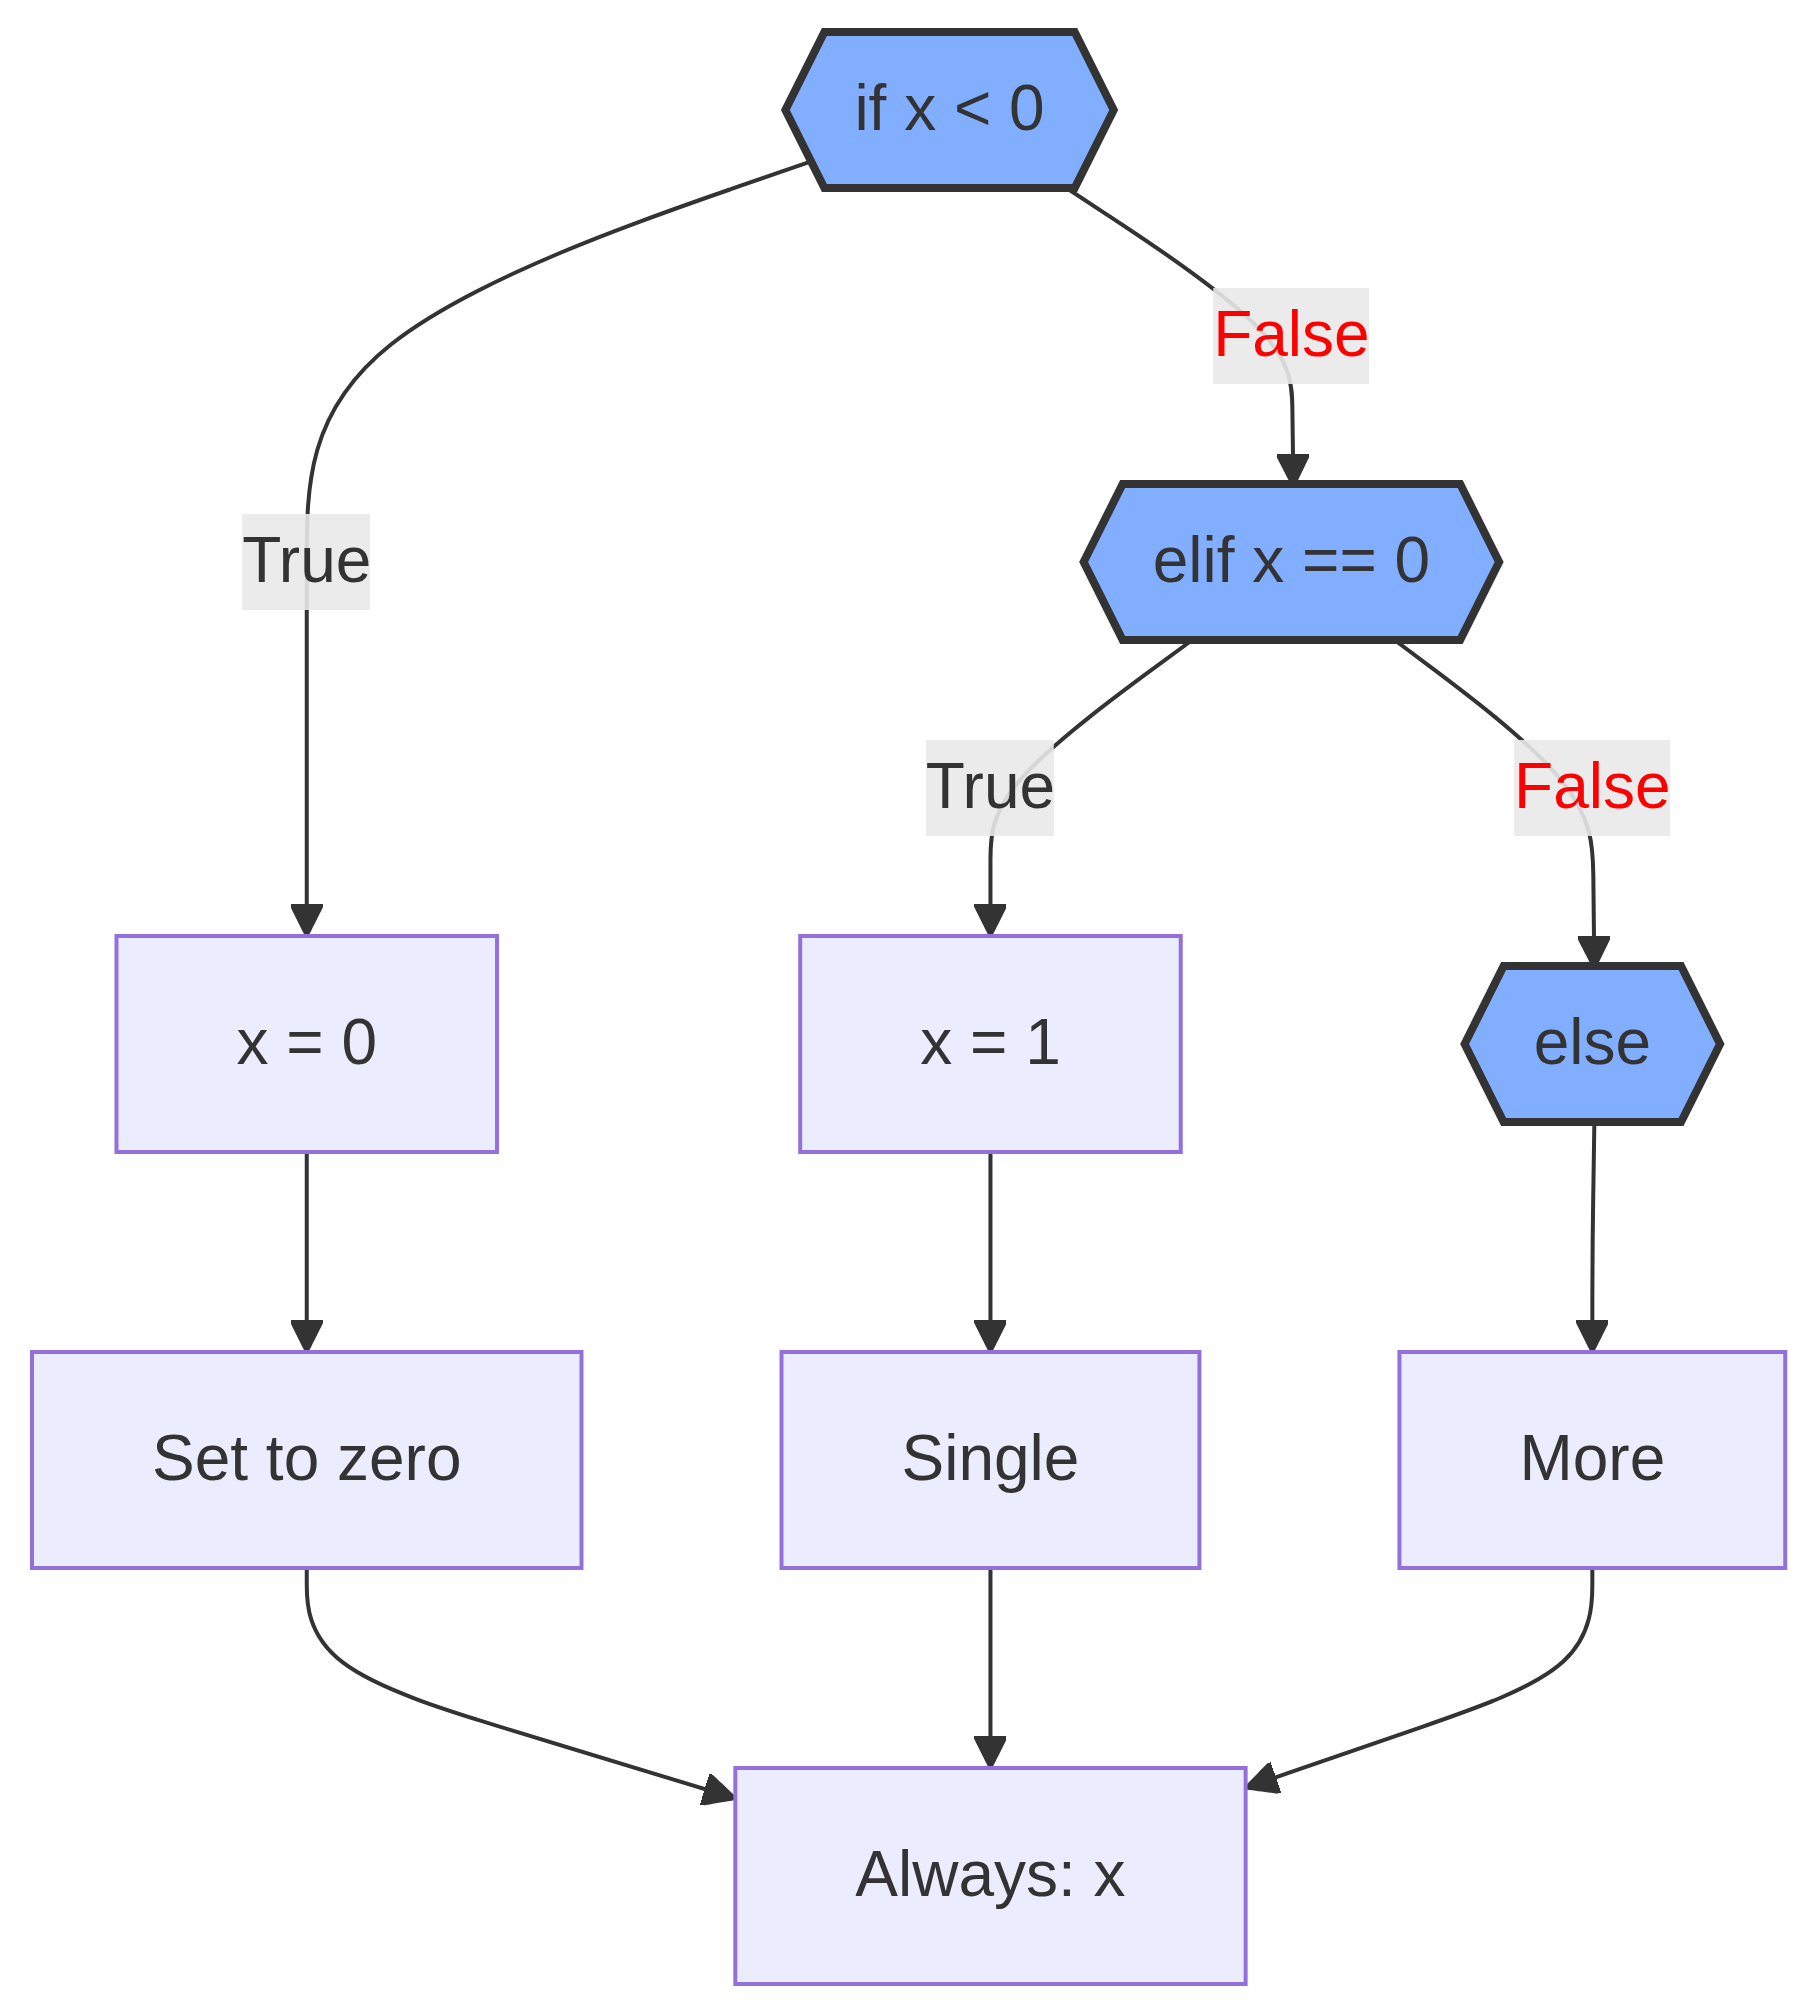 if x < 0
False
True
elif x == 0
True
False
x = 0
x = 1
else
Set to zero
Single
More
Always: x